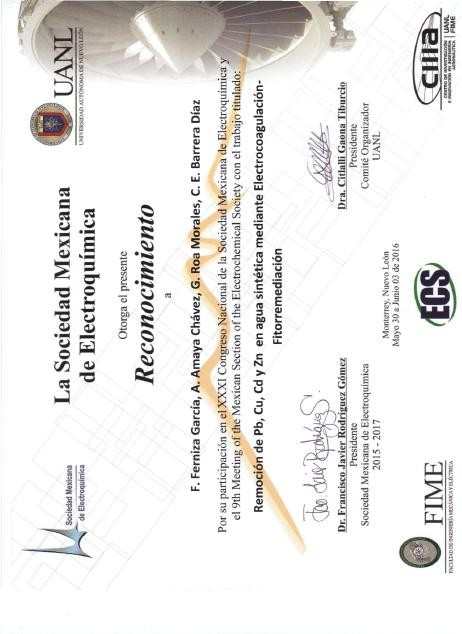 Sociedad Mexicana
de Electroquímica
La Sociedad Mexicana
de Electroquímica
UANL
UNIVERSIDAD AUTÓNOMA DE NUEVO LEÓN
Otorga el presente
Reconocimiento
a
F. Ferniza García, A. Amaya Chávez, G. Roa Morales, C. E. Barrera Díaz
Por su participación en el XXXI Congreso Nacional de la Sociedad Mexicana de Electroquímica y
el 9th Meeting of the Mexican Section of the Electrochemical Society con el trabajo titulado:
Remoción de Pb, Cu, Cd y Zn en agua sintética mediante Electrocoagulación-
Fitorremediación
Dr. Francisco Javier Rodríguez Gómez
Presidente
Sociedad Mexicana de Electroquímica
2015 - 2017
Dra. Citlalli Gaona Tiburcio
Presidente
Comité Organizador
UANL
Monterrey, Nuevo León
Mayo 30 a Junio 03 de 2016
FIME
FACULTAD DE INGENIERÍA MECÁNICA Y ELÉCTRICA
ECS
CIIIA
CENTRO DE INVESTIGACIÓN
E INNOVACIÓN EN INGENIERÍA
AERONÁUTICA
UANL
FIME